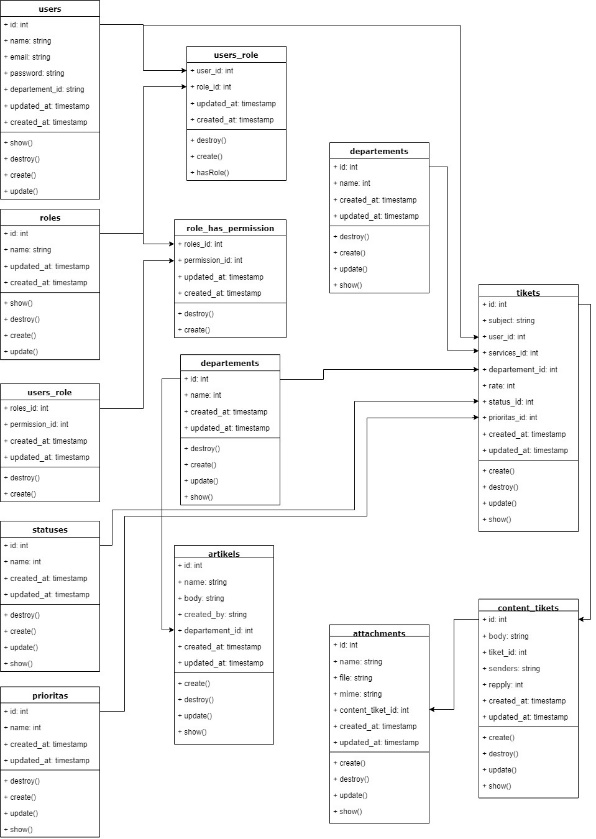 users
+ id: int
+ name: string
+ email: string
+ password: string
+ departement_id: string
+ updated_at: timestamp
+ created_at: timestamp
+ show()
+ destroy()
+ create()
+ update()
roles
+ id: int
+ name: string
+ updated_at: timestamp
+ created_at: timestamp
+ show()
+ destroy()
+ create()
+ update()
users_role
+ roles_id: int
+ permission_id: int
+ created_at: timestamp
+ updated_at: timestamp
+ destroy()
+ create()
statuses
+ id: int
+ name: int
+ created_at: timestamp
+ updated_at: timestamp
+ destroy()
+ create()
+ update()
+ show()
prioritas
+ id: int
+ name: int
+ created_at: timestamp
+ updated_at: timestamp
+ destroy()
+ create()
+ update()
+ show()
users_role
+ user_id: int
+ role_id: int
+ updated_at: timestamp
+ created_at: timestamp
+ destroy()
+ create()
+ hasRole()
role_has_permission
+ roles_id: int
+ permission_id: int
+ updated_at: timestamp
+ created_at: timestamp
+ destroy()
+ create()
departements
+ id: int
+ name: int
+ created_at: timestamp
+ updated_at: timestamp
+ destroy()
+ create()
+ update()
+ show()
artikels
+ id: int
+ name: string
+ body: string
+ created_by: string
+ departement_id: int
+ created_at: timestamp
+ updated_at: timestamp
+ create()
+ destroy()
+ update()
+ show()
departements
+ id: int
+ name: int
+ created_at: timestamp
+ updated_at: timestamp
+ destroy()
+ create()
+ update()
+ show()
attachments
+ id: int
+ name: string
+ file: string
+ mime: string
+ content_tiket_id: int
+ created_at: timestamp
+ updated_at: timestamp
+ create()
+ destroy()
+ update()
+ show()
tikets
+ id: int
+ subject: string
+ user_id: int
+ services_id: int
+ departement_id: int
+ rate: int
+ status_id: int
+ prioritas_id: int
+ created_at: timestamp
+ updated_at: timestamp
+ create()
+ destroy()
+ update()
+ show()
content_tikets
+ id: int
+ body: string
+ tiket_id: int
+ senders: string
+ repply: int
+ created_at: timestamp
+ updated_at: timestamp
+ create()
+ destroy()
+ update()
+ show()